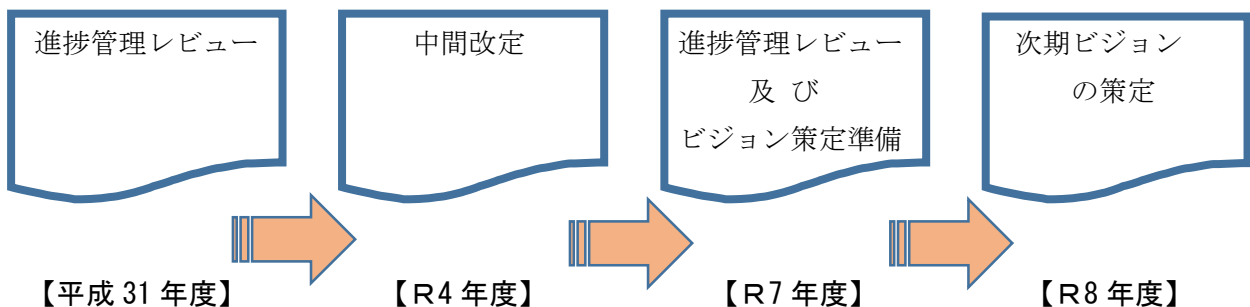 進捗管理レビュー
中間改定
進捗管理レビュー
及 び
ビジョン策定準備
次期ビジョン
の策定
【平成 31 年度】
【R4 年度】
【R7 年度】
【R8 年度】